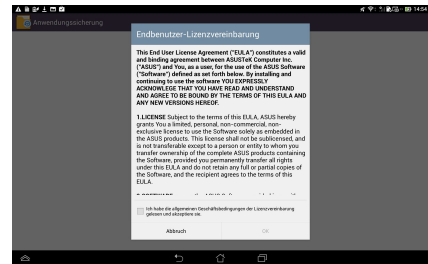 14:54
Anwendungssicherung
Endbenutzer-Lizenzvereinbarung
This End User License Agreement ("EULA") constitutes a valid
and binding agreement between ASUSTeK Computer Inc.
("ASUS") and You, as a user, for the use of the ASUS Software
("Software") defined as set forth below. By installing and
continuing to use the software YOU EXPRESSLY
ACKNOWLEGE THAT YOU HAVE READ AND UNDERSTAND
AND AGREE TO BE BOUND BY THE TERMS OF THIS EULA AND
ANY NEW VERSIONS HEREOF.
1.LICENSE Subject to the terms of this EULA, ASUS hereby
grants You a limited, personal, non-commercial, non-
exclusive license to use the Software solely as embedded in
the ASUS products. This license shall not be sublicensed, and
is not transferable except to a person or entity to whom you
transfer ownership of the complete ASUS products containing
the Software, provided you permanently transfer all rights
under this EULA and do not retain any full or partial copies of
the Software, and the recipient agrees to the terms of this
EULA.
Ich habe die allgemeinen Geschäftsbedingungen der Lizenzvereinbarung
gelesen und akzeptiere sie.
Abbruch
OK